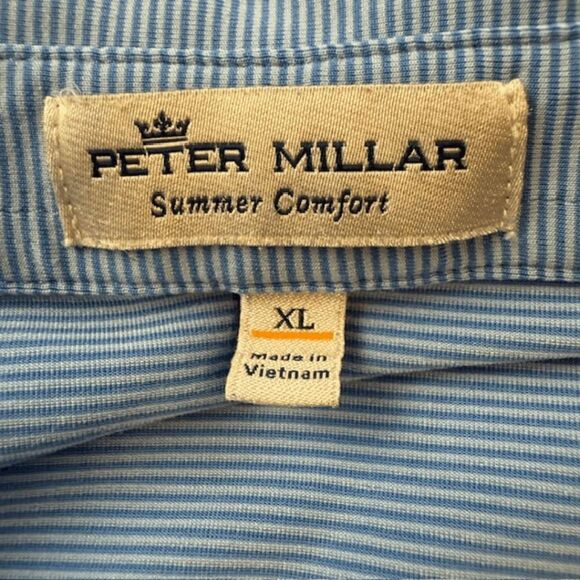 PETER MILLAR
Summer Comfort
XL
Made in
Vietnam